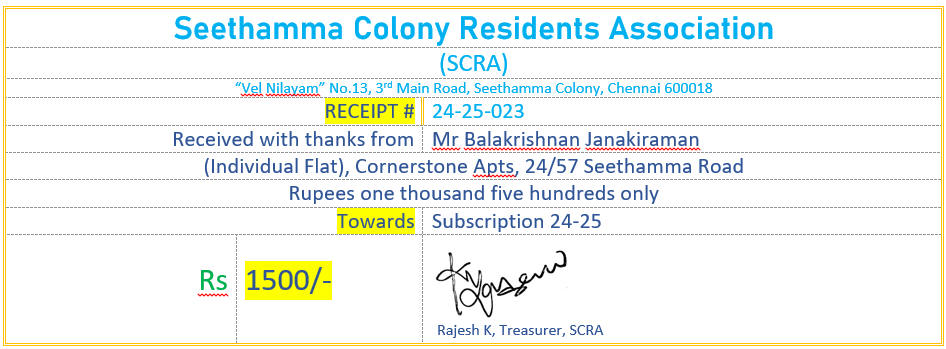 Seethamma Colony Residents Association
(SCRA)
“Vel Nilayam” No.13, 3rd Main Road, Seethamma Colony, Chennai 600018
RECEIPT # 24-25-023
Received with thanks from Mr Balakrishnan Janakiraman
(Individual Flat), Cornerstone Apts, 24/57 Seethamma Road
Rupees one thousand five hundreds only
Towards Subscription 24-25
Rs 1500/-
Rajesh K, Treasurer, SCRA